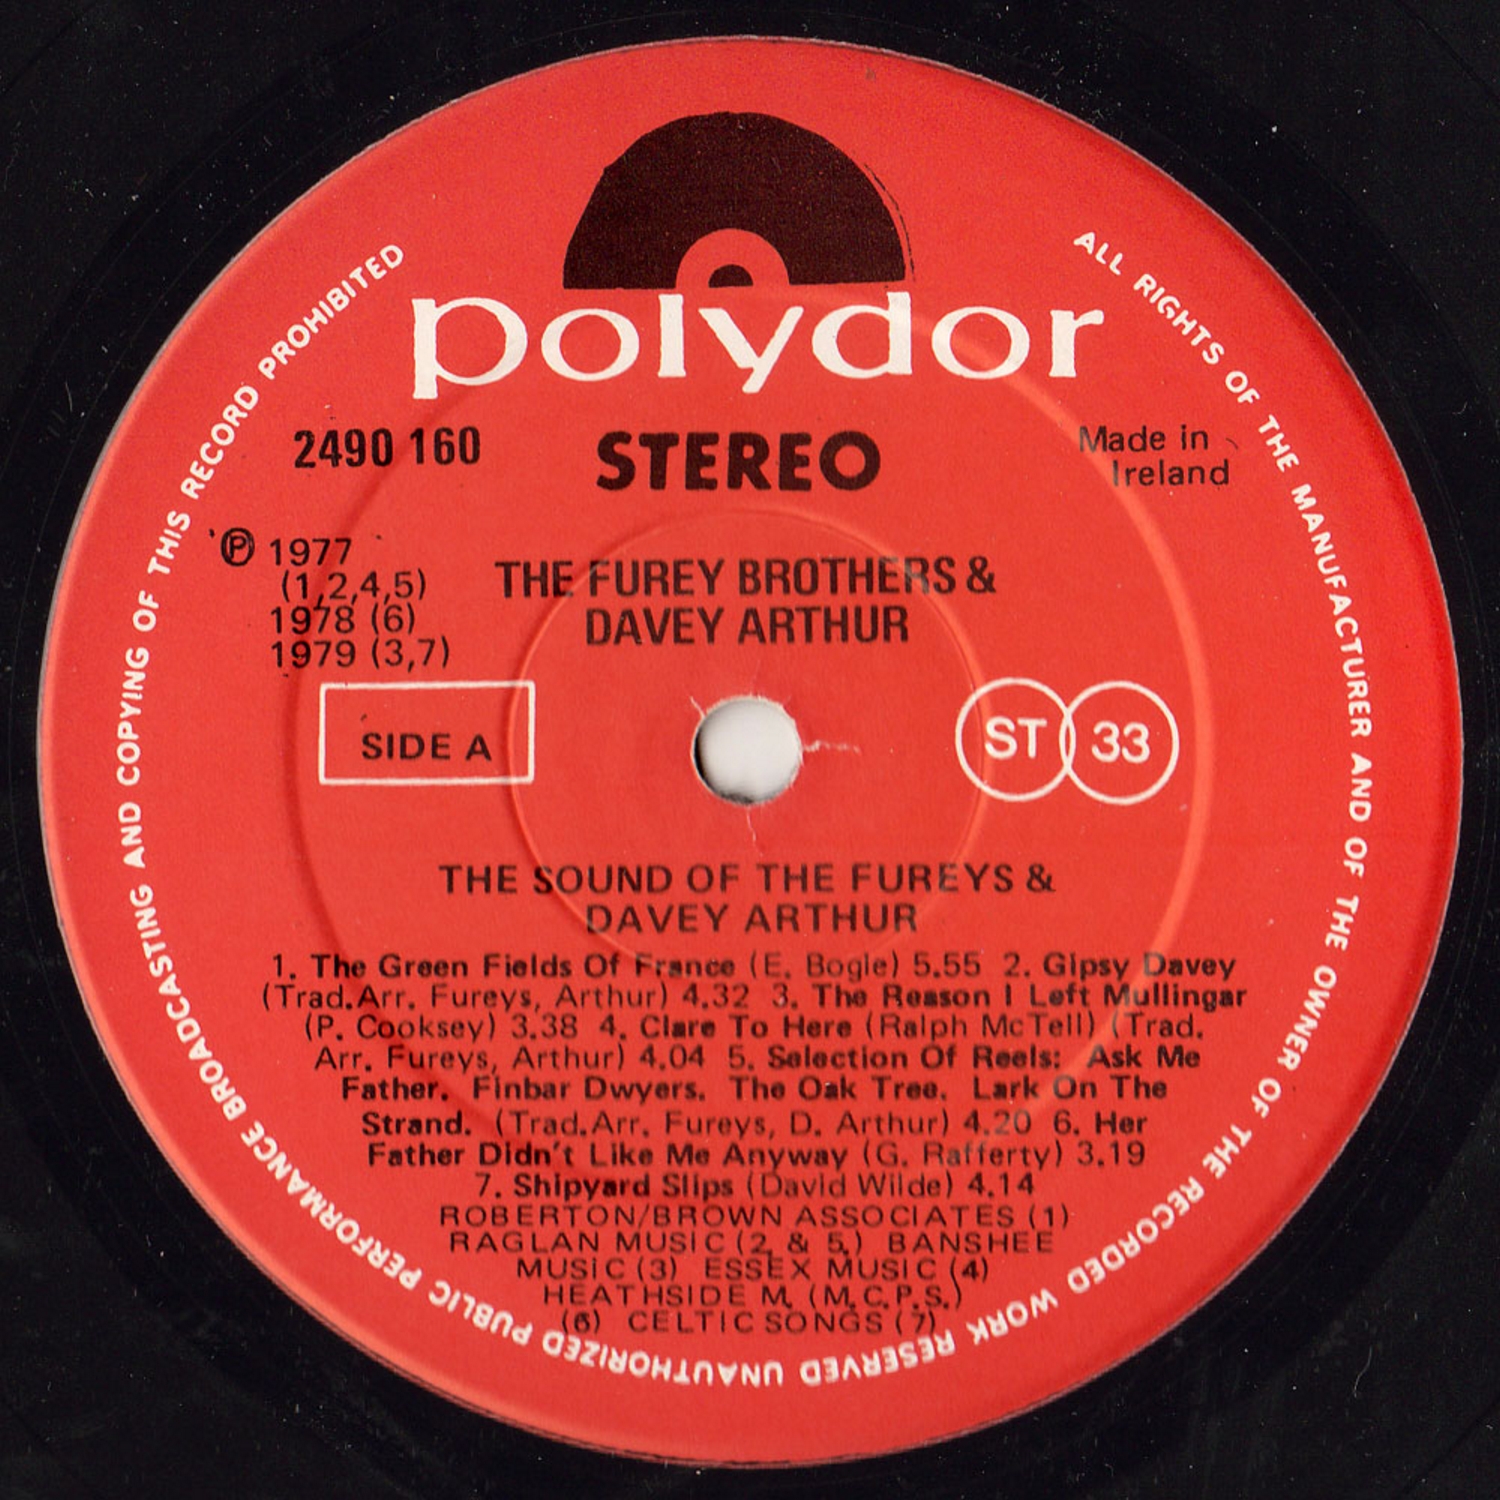 polydor
2490 160
STEREO
Made in
Ireland
℗ 1977
(1,2,4,5)
1978 (6)
1979 (3,7)
THE FUREY BROTHERS &
DAVEY ARTHUR
SIDE A
ST 33
THE SOUND OF THE FUREYS &
DAVEY ARTHUR
1. The Green Fields Of France (E. Bogle) 5.55 2. Gipsy Davey
(Trad.Arr. Fureys, Arthur) 4.32 3. The Reason I Left Mullingar
(P. Cooksey) 3.38 4. Clare To Here (Ralph McTell) (Trad.
Arr. Fureys, Arthur) 4.04 5. Selection Of Reels: Ask Me
Father. Finbar Dwyers. The Oak Tree. Lark On The
Strand. (Trad.Arr. Fureys, D. Arthur) 4.20 6. Her
Father Didn't Like Me Anyway (G. Rafferty) 3.19
7. Shipyard Slips (David Wilde) 4.14
ROBERTON/BROWN ASSOCIATES (1)
RAGLAN MUSIC (2, & 5,) BANSHEE
MUSIC (3) ESSEX MUSIC (4)
HEATHSIDE M. (M.C.P.S.)
(6) CELTIC SONGS (7)
ALL RIGHTS OF THE MANUFACTURER AND OF THE OWNER OF THE RECORDED WORK RESERVED UNAUTHORIZED PUBLIC PERFORMANCE BROADCASTING AND COPYING OF THIS RECORD PROHIBITED